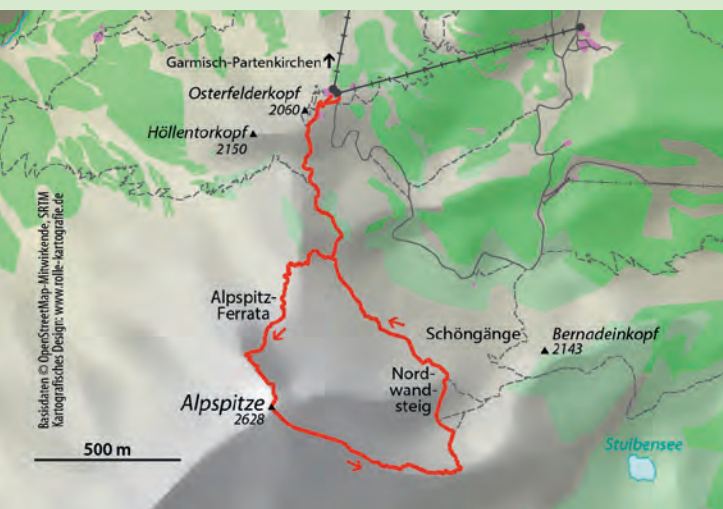 Garmisch-Partenkirchen
Osterfelderkopf
2060
Höllentorkopf
2150
Basisdaten © OpenStreetMap-Mitwirkende, SRTM
Kartografisches Design: www.rolle-kartografie.de
Alpspitz-
Ferrata
Schöngänge
Bernadeinkopf
2143
Nord-
wand-
steig
Alpspitze
2628
500 m
Stuibensee